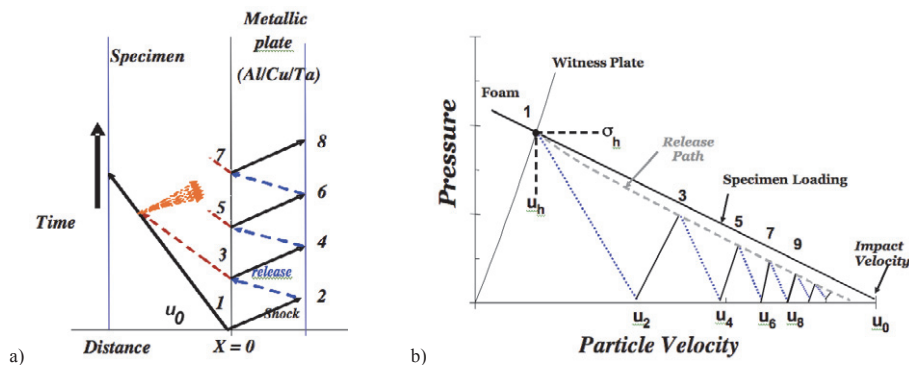 Metallic
plate
(Al/Cu/Ta)
Specimen
8
7
6
5
Time
4
3
release
1
2
u0
Shock
Distance
X = 0
a)
Witness Plate
Foam
1
σh
Release
Path
uh
Pressure
3
Specimen Loading
5
7
9
Impact
Velocity
u2
u4
u6
u8
u0
Particle Velocity
b)